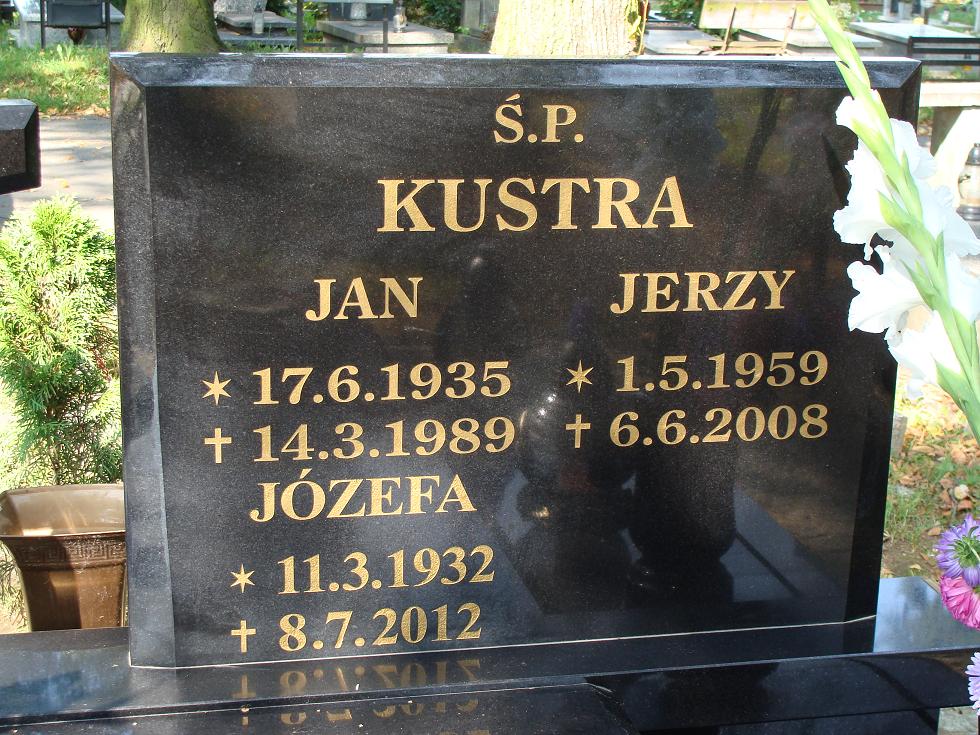 Ś.P.
KUSTRA
JAN
* 17.6.1935
† 14.3.1989
JÓZEFA
* 11.3.1932
† 8.7.2012
JERZY
* 1.5.1959
† 6.6.2008